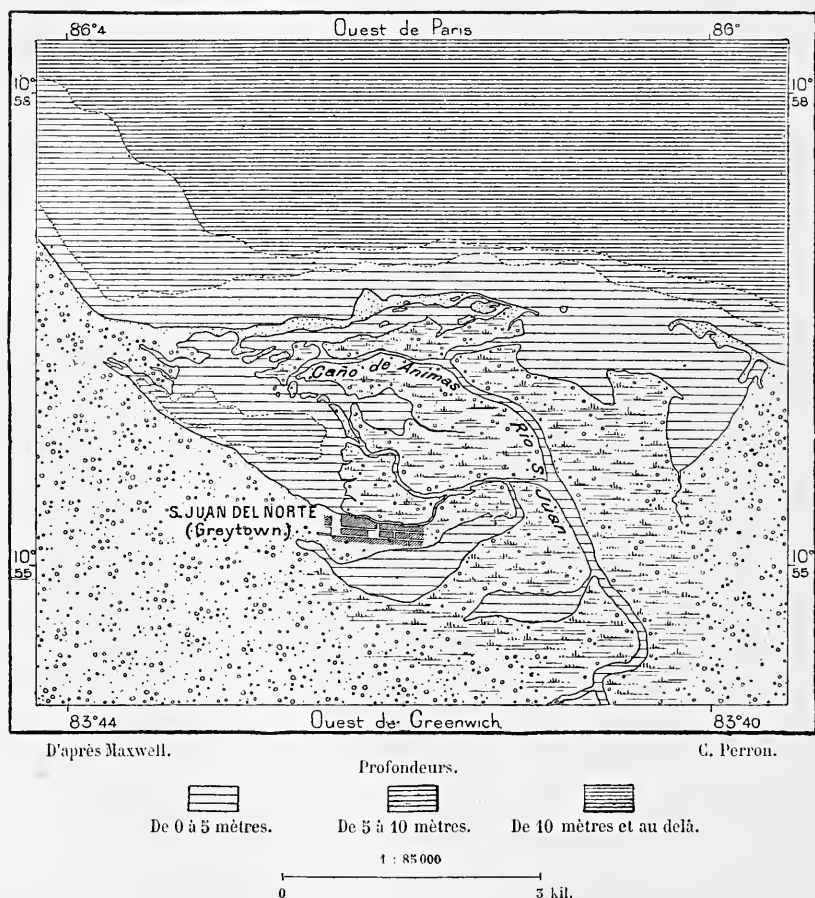 86°4 Ouest de Paris 86°
10° 58 10° 58
Caño de Animas
Rio S. Juan
S. JUAN DEL NORTE
(Greytown)
10° 55 10° 55
83°44 Ouest de Greenwich 83°40
D'après Maxwell. C. Perron.
Profondeurs.
De 0 à 5 mètres. De 5 à 10 mètres. De 10 mètres et au delà.
1 : 85 000
0 3 kil.